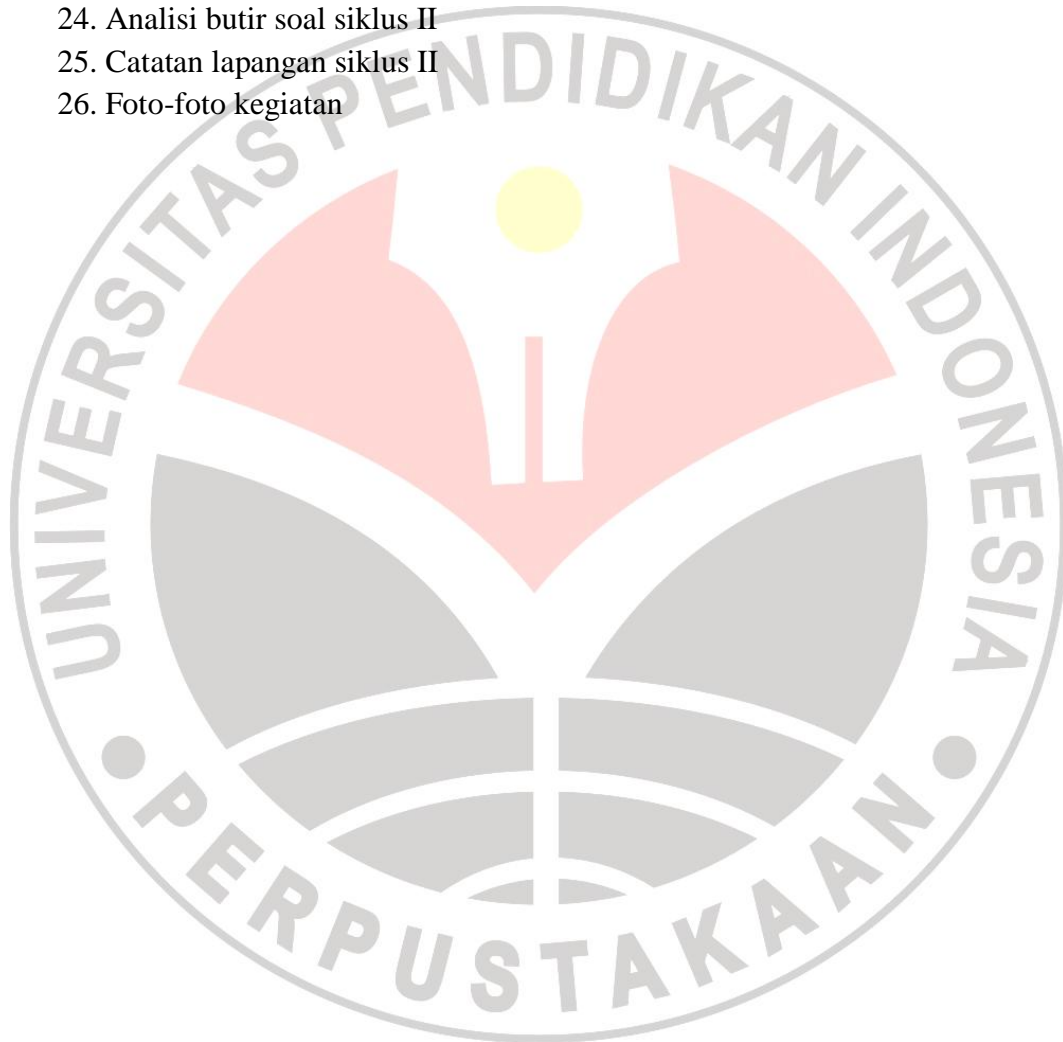 24. Analisi butir soal siklus II
25. Catatan lapangan siklus II
26. Foto-foto kegiatan
UNIVERSITAS PENDIDIKAN INDONESIA
PERPUSTAKAAN